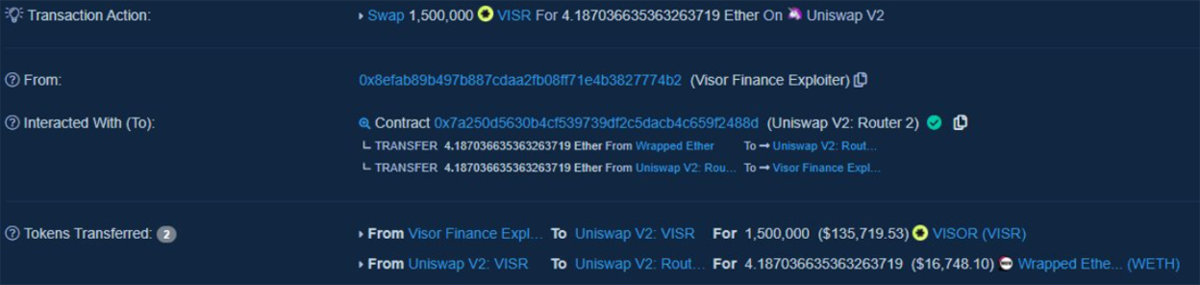 Transaction Action: Swap 1,500,000 VISR For 4.187036635363263719 Ether On Uniswap V2
From: 0x8efab89b497b887cdaa2fb08ff71e4b3827774b2 (Visor Finance Exploiter)
Interacted With (To): Contract 0x7a250d5630b4cf539739df2c5dacb4c659f2488d (Uniswap V2: Router 2)
TRANSFER 4.187036635363263719 Ether From Wrapped Ether To Uniswap V2: Rout...
TRANSFER 4.187036635363263719 Ether From Uniswap V2: Rou... To Visor Finance Expl...
Tokens Transferred: 2 From Visor Finance Expl... To Uniswap V2: VISR For 1,500,000 ($135,719.53) VISOR (VISR)
From Uniswap V2: VISR To Uniswap V2: Rout... For 4.187036635363263719 ($16,748.10) Wrapped Ethe... (WETH)